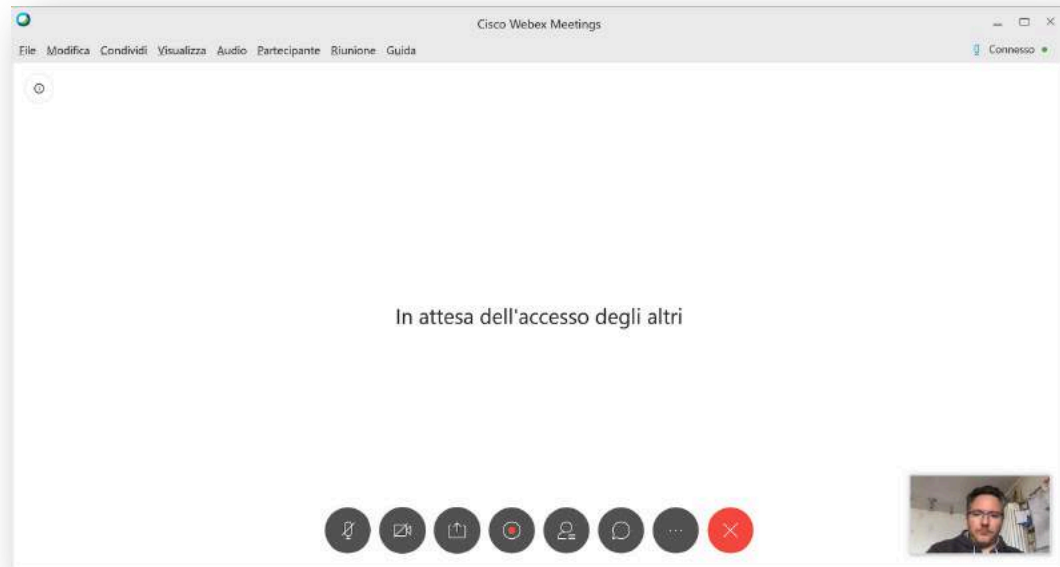 Cisco Webex Meetings
File Modifica Condividi Visualizza Audio Partecipante Riunione Guida
Connesso
In attesa dell'accesso degli altri